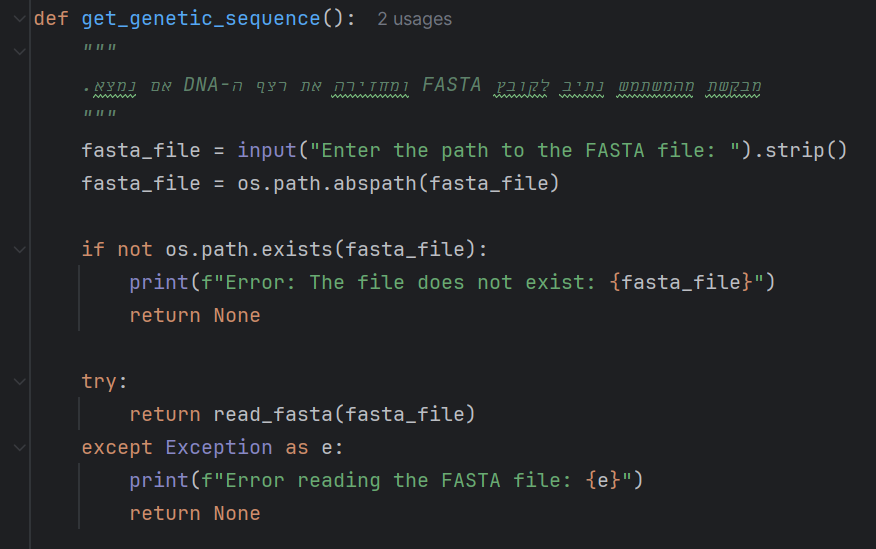 def get_genetic_sequence():  2 usages
    """
    מבקשת מהמשתמש נתיב לקובץ FASTA ומחזירה את רצף ה-DNA אם נמצא.
    """
    fasta_file = input("Enter the path to the FASTA file: ").strip()
    fasta_file = os.path.abspath(fasta_file)

    if not os.path.exists(fasta_file):
        print(f"Error: The file does not exist: {fasta_file}")
        return None

    try:
        return read_fasta(fasta_file)
    except Exception as e:
        print(f"Error reading the FASTA file: {e}")
        return None